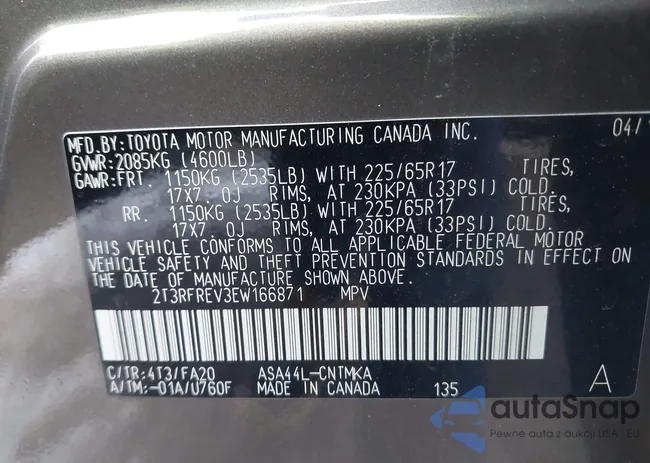 MFD.BY:TOYOTA MOTOR MANUFACTURING CANADA INC. 04/
GVWR:2085KG (4600LB)
GAWR:FRT. 1150KG (2535LB) WITH 225/65R17 TIRES,
17X7.0J RIMS, AT 230KPA (33PSI) COLD.
RR. 1150KG (2535LB) WITH 225/65R17 TIRES,
17X7.0J RIMS, AT 230KPA (33PSI) COLD.
THIS VEHICLE CONFORMS TO ALL APPLICABLE FEDERAL MOTOR
VEHICLE SAFETY AND THEFT PREVENTION STANDARDS IN EFFECT ON
THE DATE OF MANUFACTURE SHOWN ABOVE.
2T3RFREV3EW166871 MPV
C/TR:4T3/FA20 ASA44L-CNTMKA
A/TM:-01A/U760F MADE IN CANADA 135 A
autaSnap
Pewne auta z aukcji USA i EU